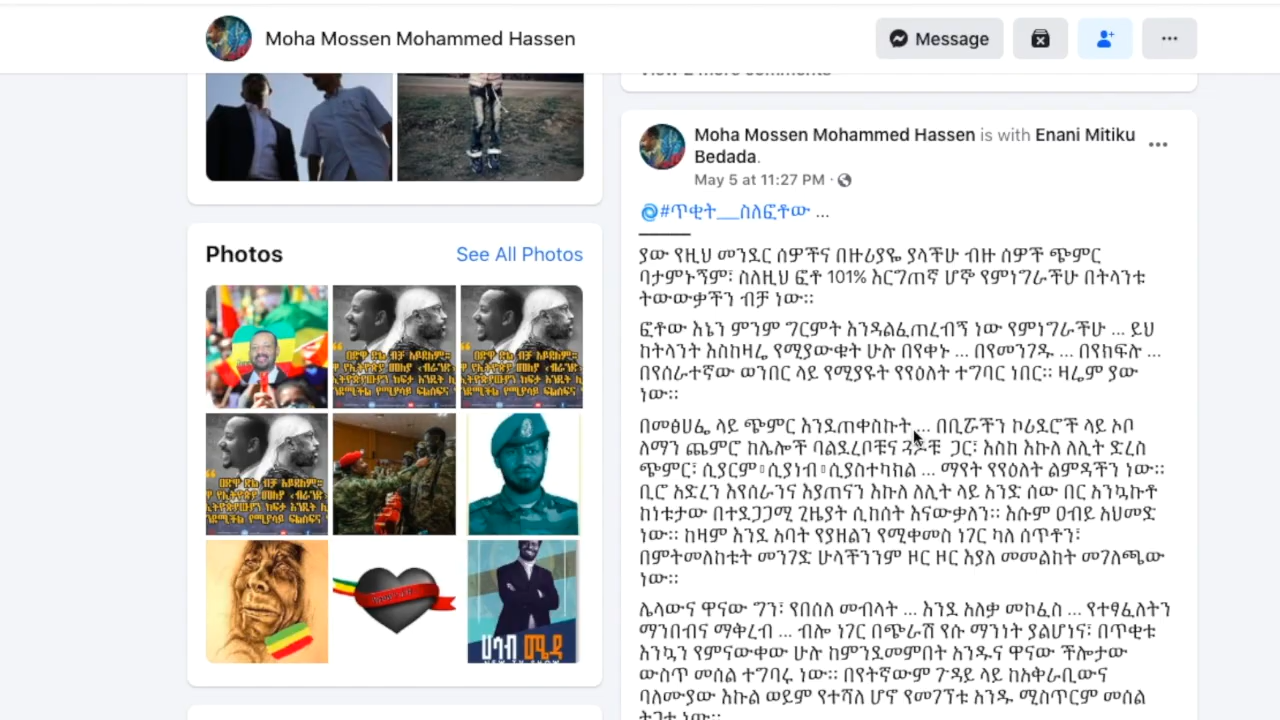 Moha Mossen Mohammed Hassen
Message
Photos
See All Photos
Moha Mossen Mohammed Hassen is with Enani Mitiku
Bedada.
May 5 at 11:27 PM
#ጥቂት__ስለፎቶው ...
ያው የዚህ መንደር ሰዎችና በዙሪያዬ ያላችሁ ብዙ ሰዎች ጭምር
ባታምኑኝም፣ ስለዚህ ፎቶ 101% እርግጠኛ ሆኜ የምነግራችሁ በትላንቱ
ትውውቃችን ብቻ ነው።
ፎቶው እኔን ምንም ግርምት እንዳልፈጠረብኝ ነው የምነግራችሁ ... ይህ
ከትላንት እስከዛሬ የሚያውቁት ሁሉ በየቀኑ ... በየመንገዱ ... በየክፍሉ ...
በየሰራተኛው ወንበር ላይ የሚያዩት የየዕለት ተግባር ነበር። ዛሬም ያው
ነው።
በመፅሀፌ ላይ ጭምር እንደጠቀስኩት ... በቢሯችን ኮሪደሮች ላይ ኦቦ
ለማን ጨምሮ ከሌሎች ባልደረቦቹና ጓዶቹ ጋር፣ እስከ እኩለ ለሊት ድረስ
ጭምር፣ ሲያርም፡ሲያነብ፡ሲያስተካክል ... ማየት የየዕለት ልምዳችን ነው።
ቢሮ አድረን እየሰራንና እያጠናን እኩለ ለሊት ላይ አንድ ሰው በር አንኳኩቶ
ከነቱታው በተደጋጋሚ ጊዜያት ሲከሰት እናውቃለን። እሱም ዐብይ አህመድ
ነው። ከዛም እንደ አባት የያዘልን የሚቀመስ ነገር ካለ ሰጥቶን፣
በምትመለከቱት መንገድ ሁላችንንም ዞር ዞር እያለ መመልከት መገለጫው
ነው።
ሌላውና ዋናው ግን፣ የበሰለ መብላት ... እንደ አለቃ መኮፈስ ... የተፃፈለትን
ማንበብና ማቅረብ ... ብሎ ነገር በጭራሽ የሱ ማንነት ያልሆነና፣ በጥቂቱ
እንኳን የምናውቀው ሁሉ ከምንደመምበት አንዱና ዋናው ችሎታው
ውስጥ መሰል ተግባሩ ነው። በየትኛውም ጉዳይ ላይ ከአቅራቢውና
ባለሙያው እኩል ወይም የተሻለ ሆኖ የመገኘቱ አንዱ ሚስጥርም መሰል